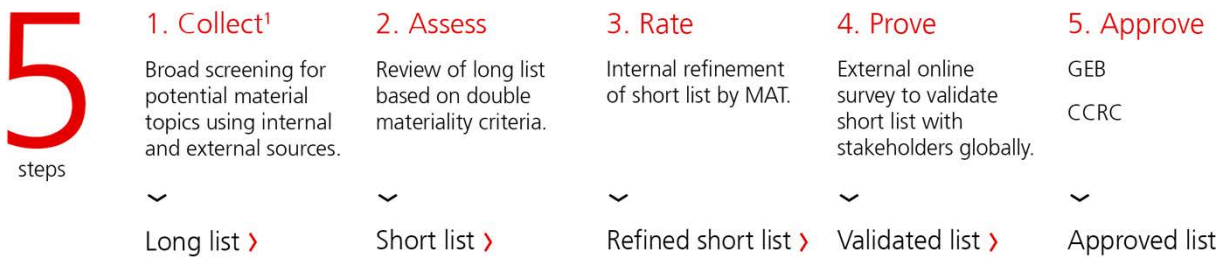 5
steps
1. Collect¹
Broad screening for
potential material
topics using internal
and external sources.
Long list ›
2. Assess
Review of long list
based on double
materiality criteria.
Short list ›
3. Rate
Internal refinement
of short list by MAT.
Refined short list ›
4. Prove
External online
survey to validate
short list with
stakeholders globally.
Validated list ›
5. Approve
GEB
CCRC
Approved list